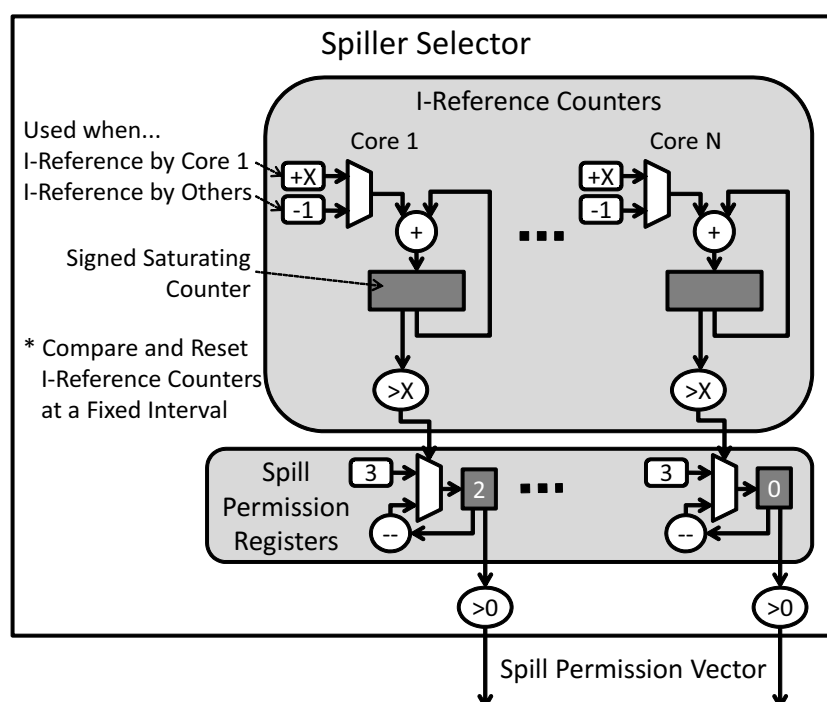 Spiller Selector
I-Reference Counters
Used when...
I-Reference by Core 1
I-Reference by Others
Core 1
Core N
+X
-1
+
+X
-1
+
Signed Saturating
Counter
* Compare and Reset
I-Reference Counters
at a Fixed Interval
>X
>X
Spill
Permission
Registers
3
2
--
3
0
--
>0
>0
Spill Permission Vector